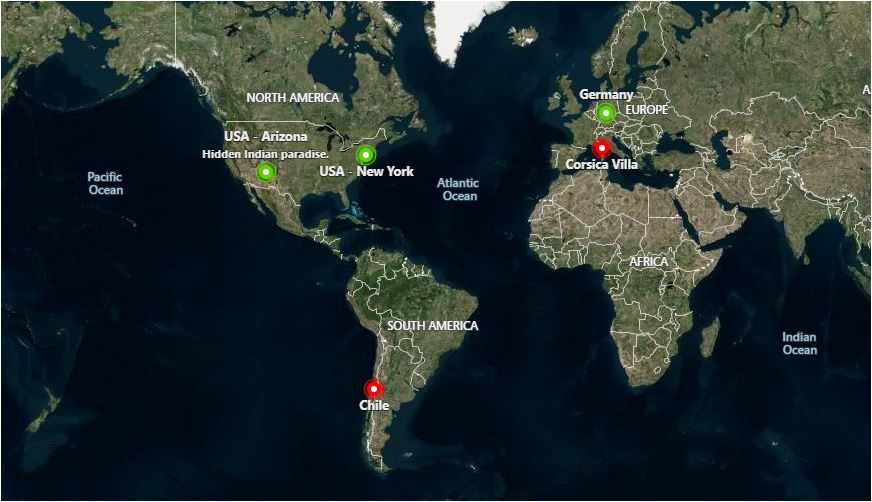 Germany
NORTH AMERICA
EUROPE
USA - Arizona
Hidden Indian paradise.
Corsica Villa
USA - New York
Pacific
Ocean
Atlantic
Ocean
AFRICA
SOUTH AMERICA
Indian
Ocean
Chile